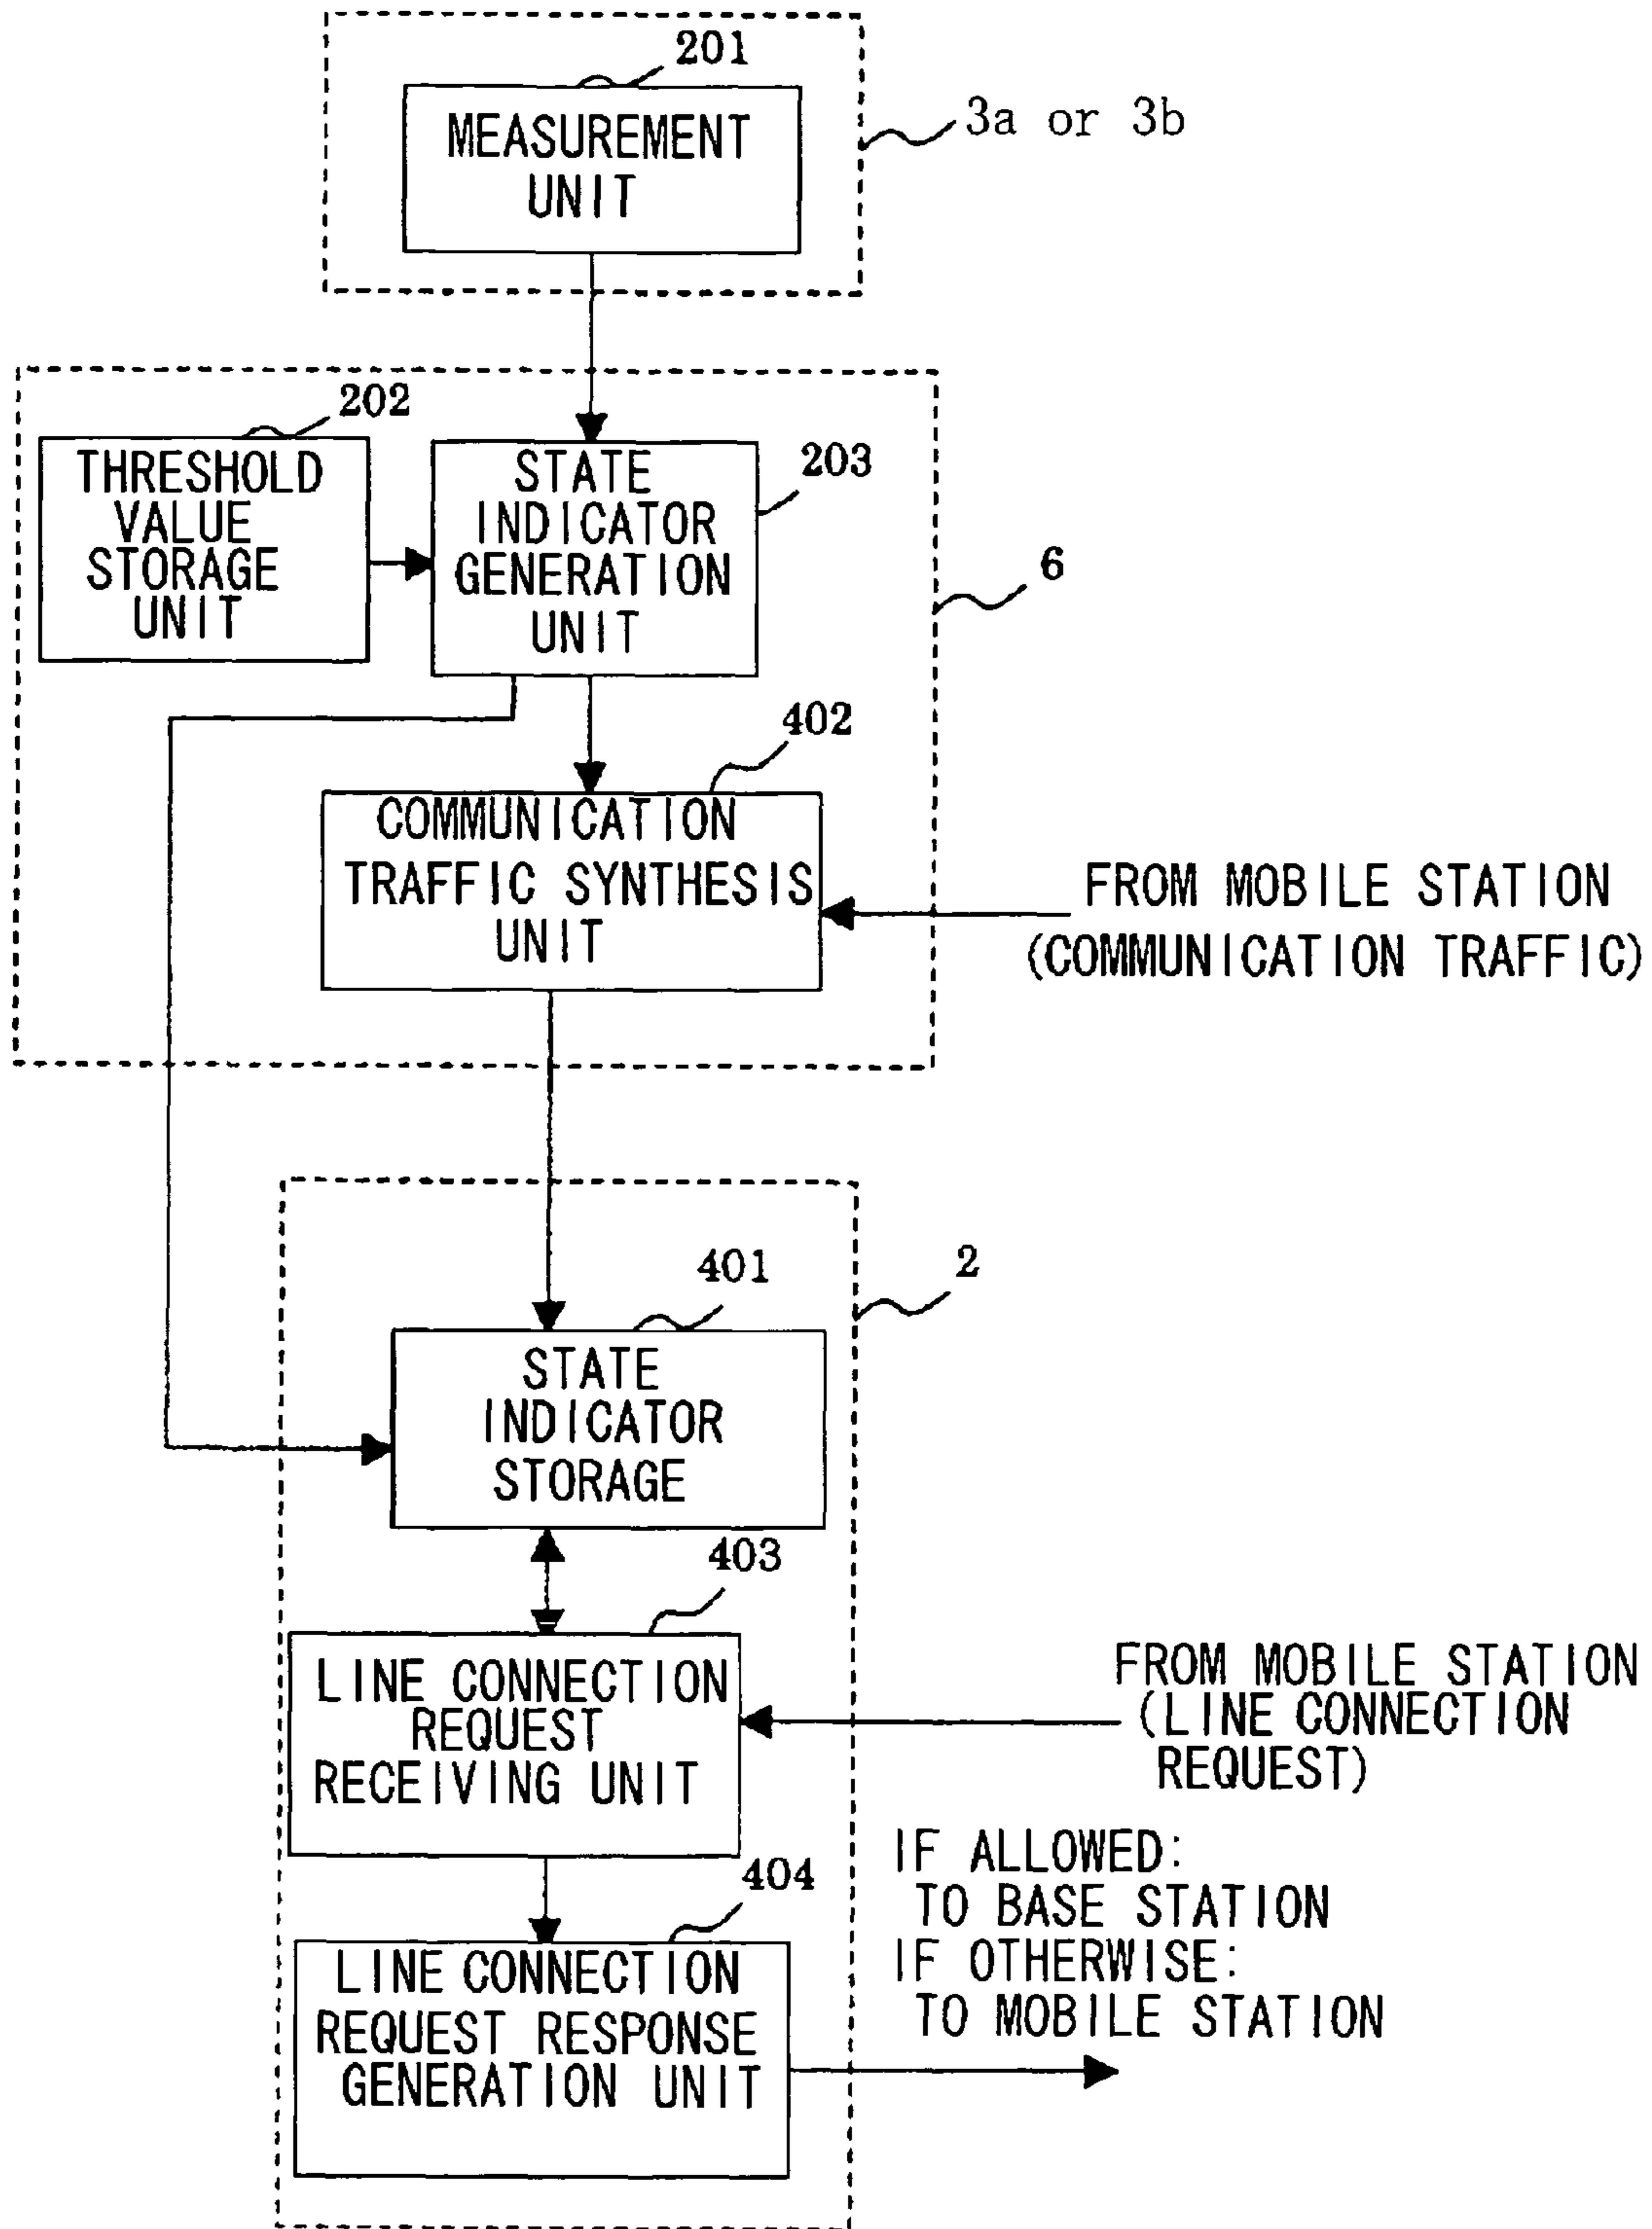 201
MEASUREMENT
UNIT
3a or 3b
202
THRESHOLD
VALUE
STORAGE
UNIT
STATE
INDICATOR
GENERATION
UNIT
203
6
402
COMMUNICATION
TRAFFIC SYNTHESIS
UNIT
FROM MOBILE STATION
(COMMUNICATION TRAFFIC)
2
401
STATE
INDICATOR
STORAGE
403
LINE CONNECTION
REQUEST
RECEIVING UNIT
FROM MOBILE STATION
(LINE CONNECTION
REQUEST)
IF ALLOWED:
TO BASE STATION
IF OTHERWISE:
TO MOBILE STATION
404
LINE CONNECTION
REQUEST RESPONSE
GENERATION UNIT